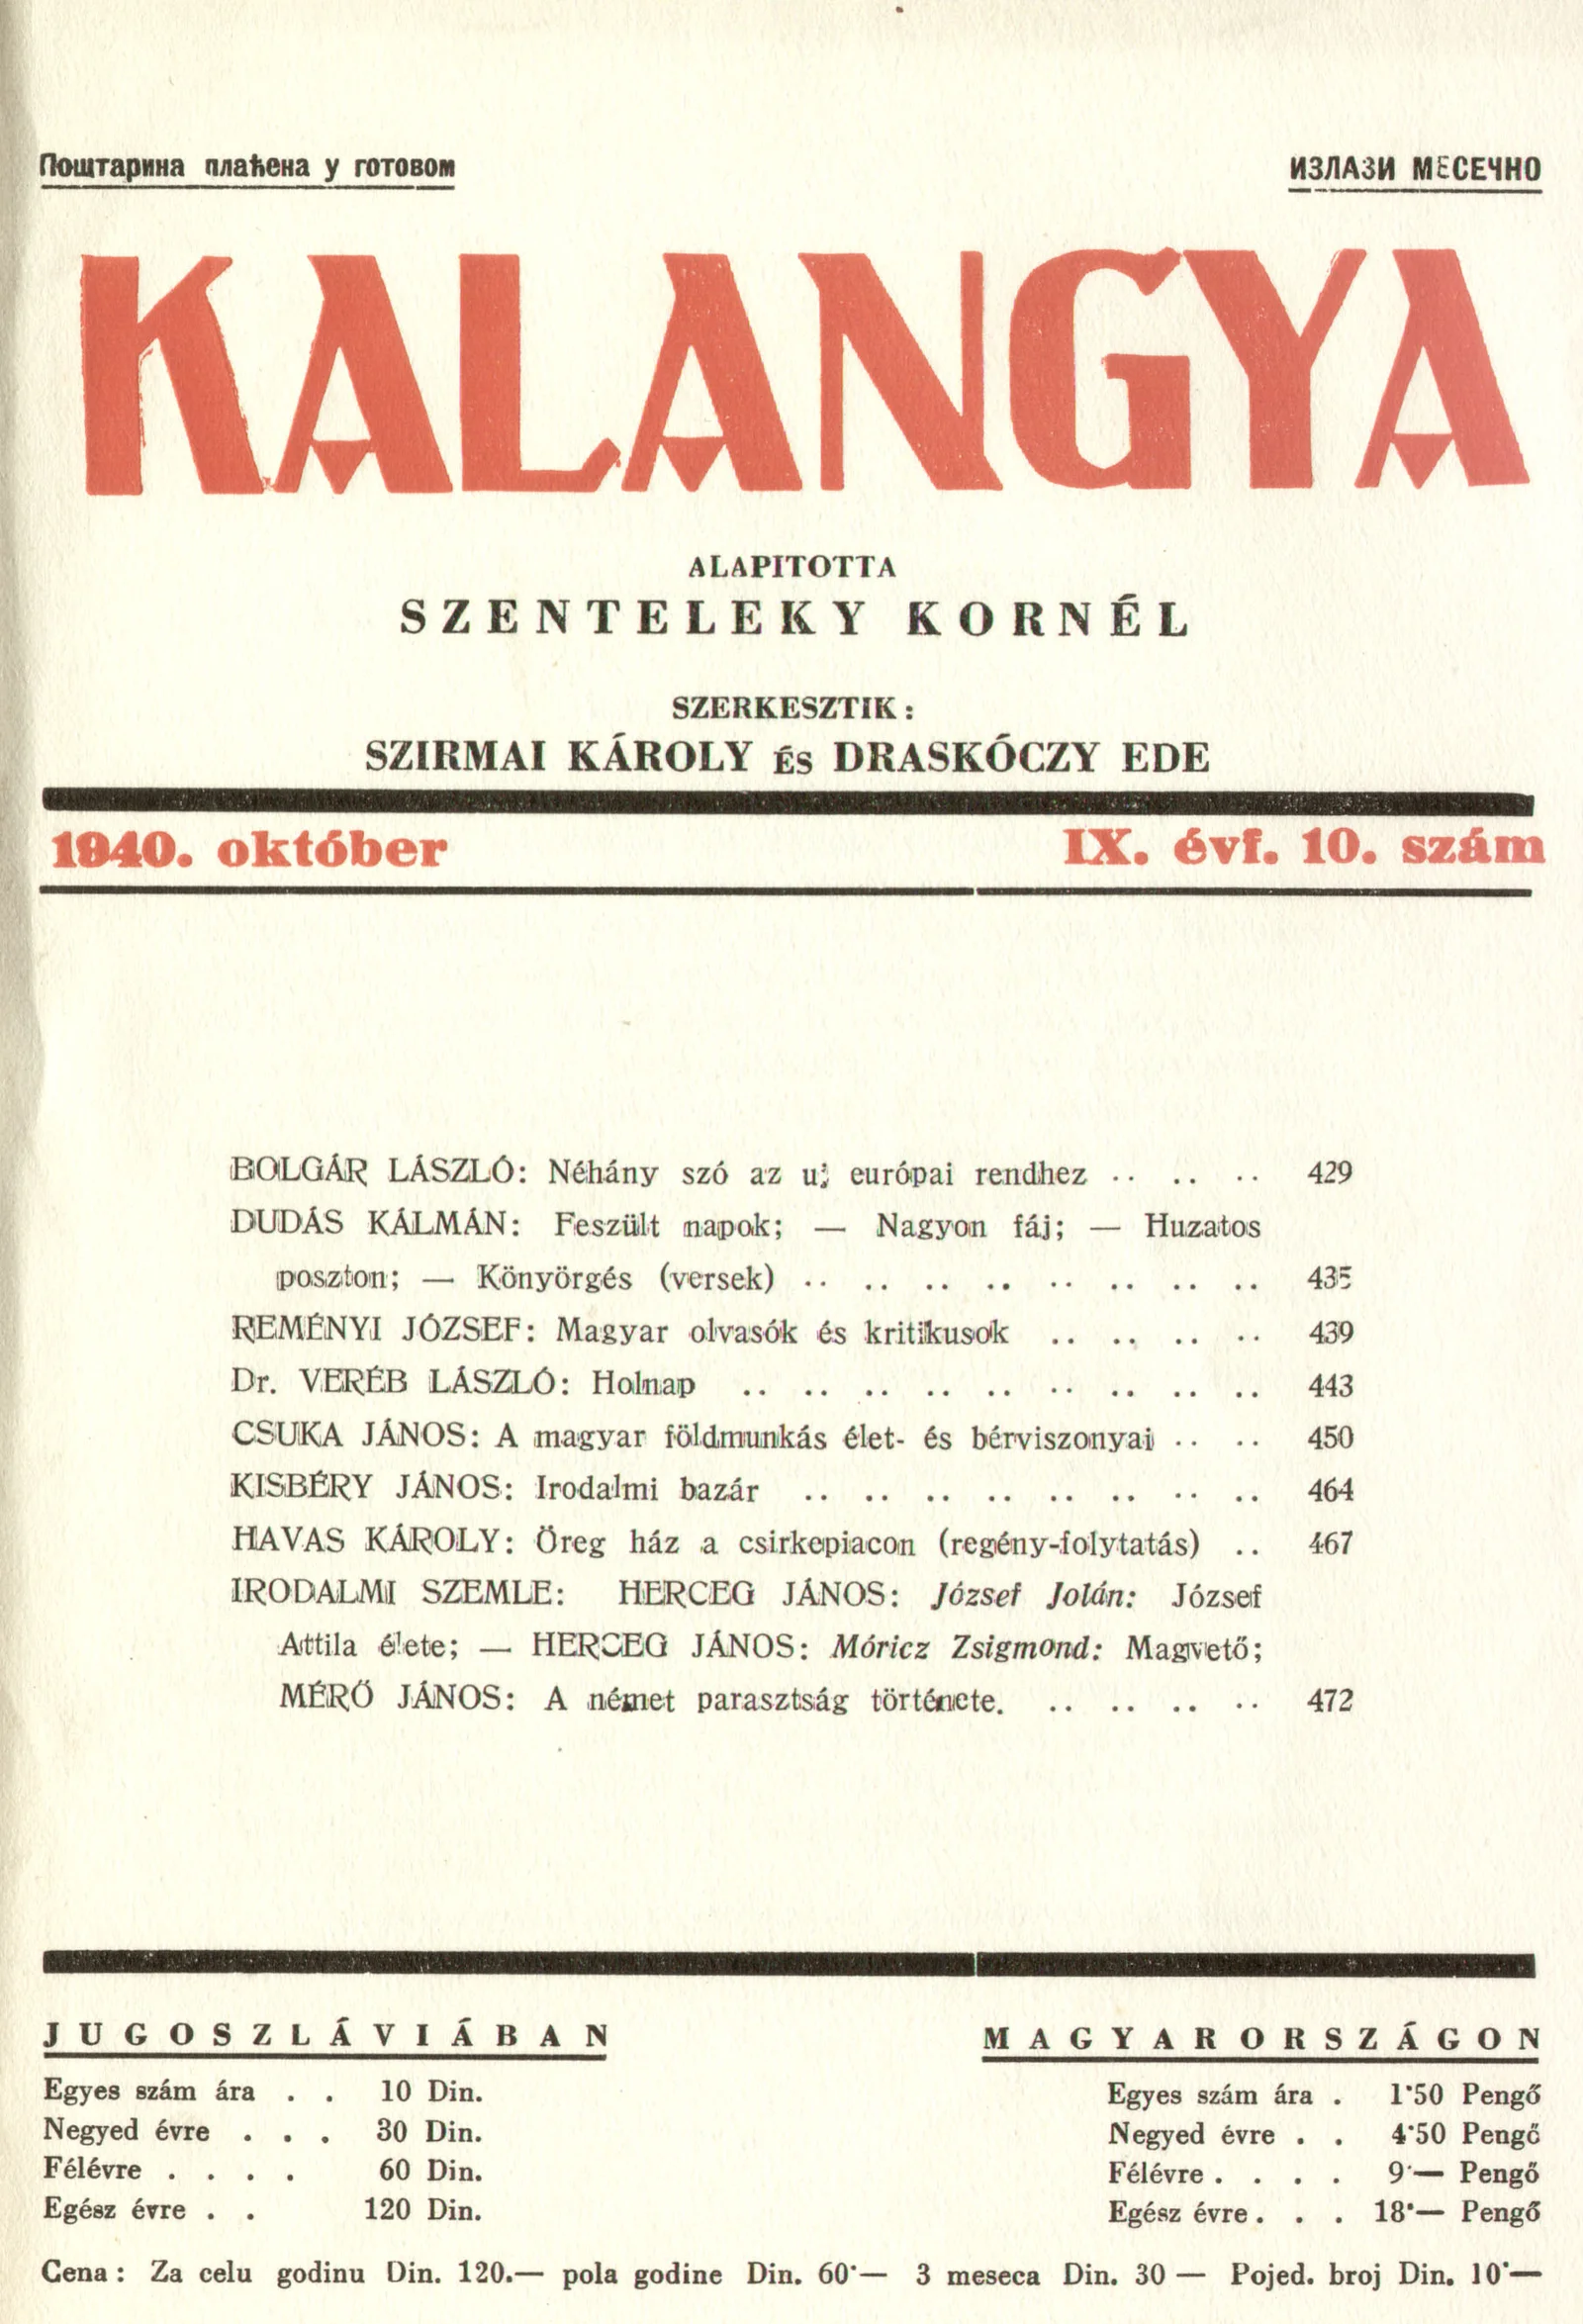 Поштарина плаћена у готовом
ИЗЛАЗИ МЕСЕЧНО
KALANGYA
ALAPITOTTA
SZENTELEKY KORNÉL
SZERKESZTIK:
SZIRMAI KÁROLY ÉS DRASKÓCZY EDE
1940. október
IX. évf. 10. szám
BOLGÁR LÁSZLÓ: Néhány szó az uj európai rendhez .. .. .. 429
DUDÁS KÁLMÁN: Feszült napok; — Nagyon fáj; — Huzatos
poszton; — Könyörgés (versek) .. .. .. .. .. .. .. .. 435
REMÉNYI JÓZSEF: Magyar olvasók és kritikusok .. .. .. .. 439
Dr. VERÉB LÁSZLÓ: Holnap .. .. .. .. .. .. .. .. .. 443
CSUKA JÁNOS: A magyar földmunkás élet- és bérviszonyai .. .. 450
KISBÉRY JÁNOS: Irodalmi bazár .. .. .. .. .. .. .. .. 464
HAVAS KÁROLY: Öreg ház a csirkepiacon (regény-folytatás) .. 467
IRODALMI SZEMLE: HERCEG JÁNOS: József Jolán: József
Attila élete; — HERCEG JÁNOS: Móricz Zsigmond: Magvető;
MÉRŐ JÁNOS: A német parasztság története. .. .. .. .. 472
JUGOSZLÁVIÁBAN
Egyes szám ára . . 10 Din.
Negyed évre . . . 30 Din.
Félévre . . . . 60 Din.
Egész évre . . 120 Din.
MAGYARORSZÁGON
Egyes szám ára . 1·50 Pengő
Negyed évre . . 4·50 Pengő
Félévre . . . . 9·— Pengő
Egész évre . . . 18·— Pengő
Cena: Za celu godinu Din. 120.— pola godine Din. 60·— 3 meseca Din. 30 — Pojed. broj Din. 10·—